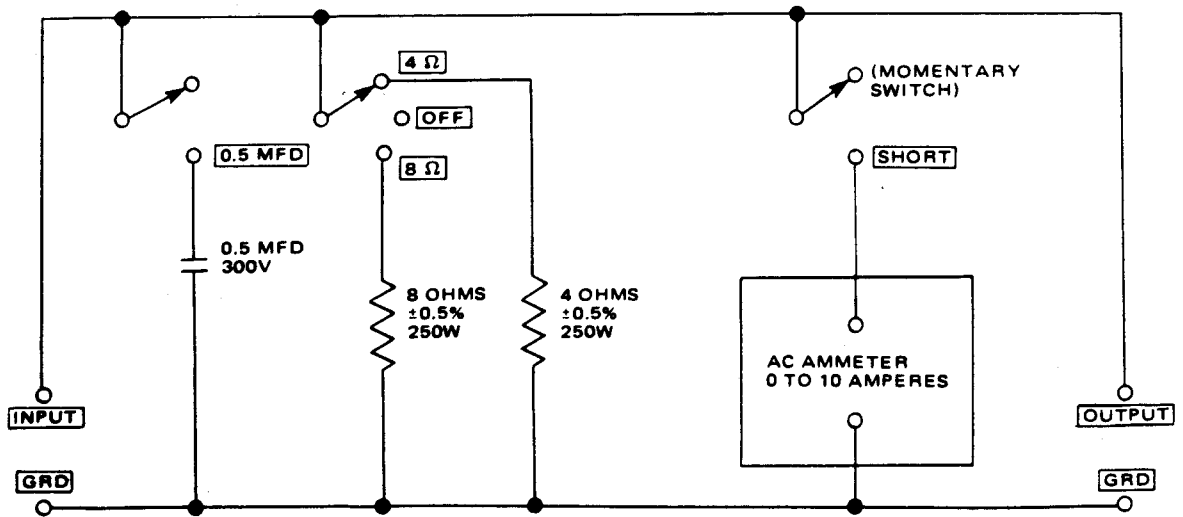 4 Ω
(MOMENTARY
SWITCH)
OFF
0.5 MFD
8 Ω
SHORT
0.5 MFD
300V
8 OHMS
±0.5%
250W
4 OHMS
±0.5%
250W
AC AMMETER
0 TO 10 AMPERES
INPUT
OUTPUT
GRD
GRD